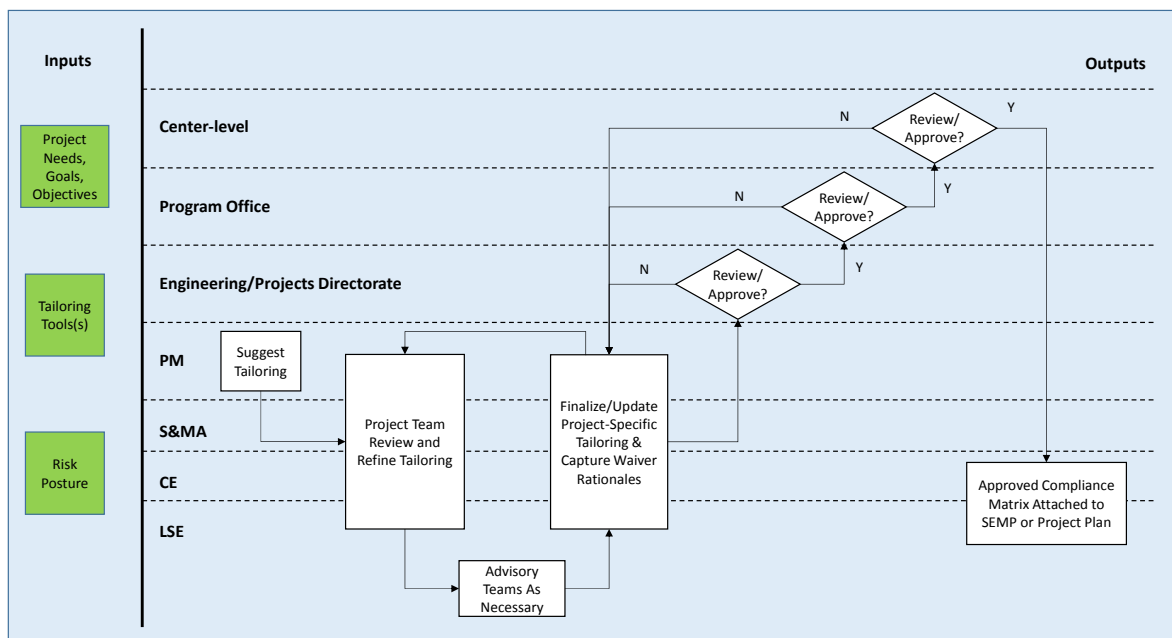 Inputs
Outputs
Project
Needs,
Goals,
Objectives
Tailoring
Tools(s)
Risk
Posture
Center-level
N
Review/
Approve?
Y
Program Office
N
Review/
Approve?
Y
Engineering/Projects Directorate
N
Review/
Approve?
Y
PM
Suggest
Tailoring
S&MA
Project Team
Review and
Refine Tailoring
Finalize/Update
Project-Specific
Tailoring &
Capture Waiver
Rationales
CE
Approved Compliance
Matrix Attached to
SEMP or Project Plan
LSE
Advisory
Teams As
Necessary